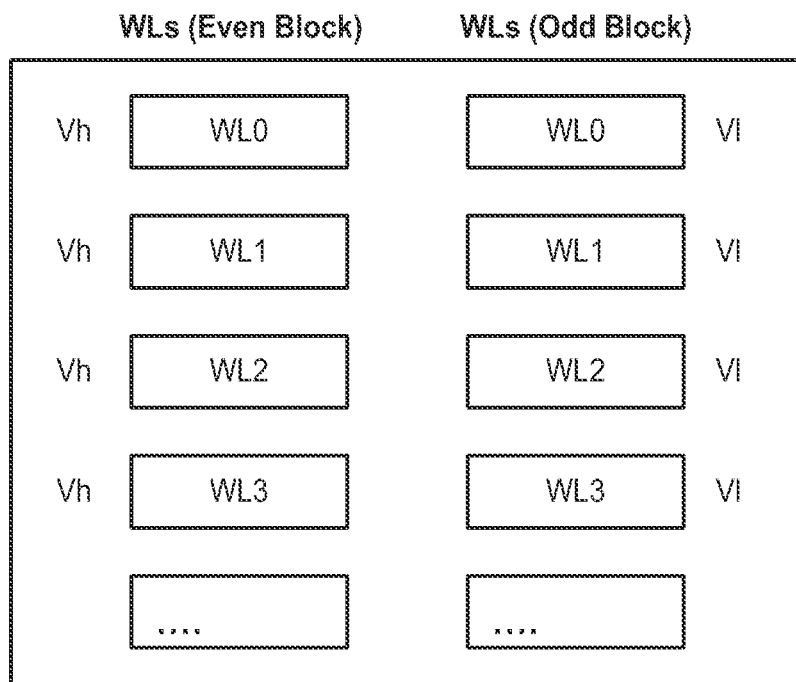 WLs (Even Block) WLs (Odd Block)
Vh WL0 WL0 Vl
Vh WL1 WL1 Vl
Vh WL2 WL2 Vl
Vh WL3 WL3 Vl
.... ....